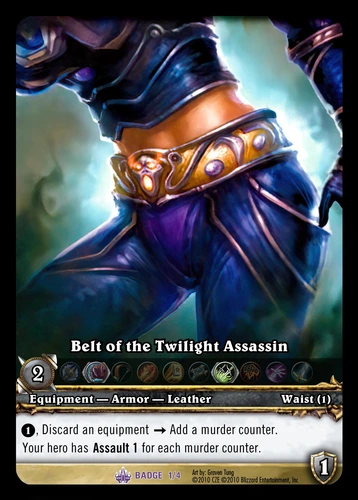 Belt of the Twilight Assassin
2
Equipment — Armor — Leather Waist (1)
1, Discard an equipment → Add a murder counter.
Your hero has Assault 1 for each murder counter.
BADGE 1/4
Art by: Graven Tung
©2010 CZE ©2010 Blizzard Entertainment, Inc.
1